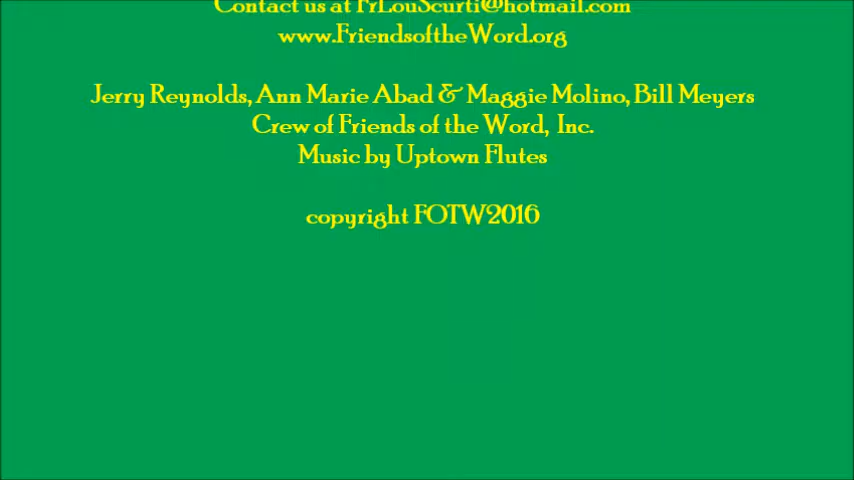 Contact us at FrLouScurti@hotmail.com
www.FriendsoftheWord.org
Jerry Reynolds, Ann Marie Abad & Maggie Molino, Bill Meyers
Crew of Friends of the Word, Inc.
Music by Uptown Flutes
copyright FOTW2016